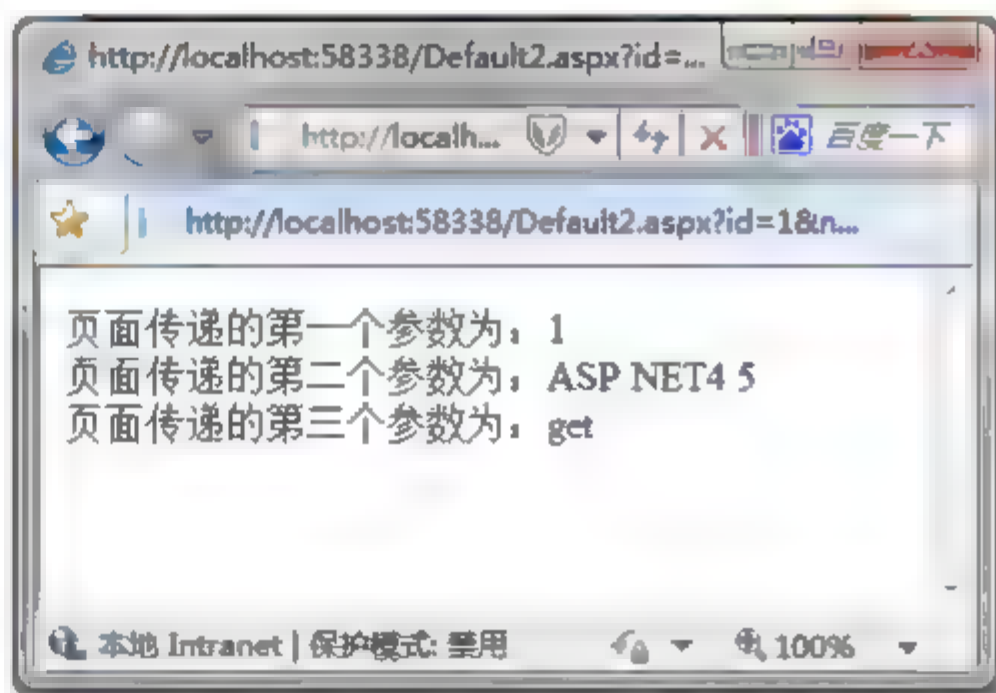 http://localhost:58338/Default2.aspx?id=...
http://localh... 百度一下
http://localhost:58338/Default2.aspx?id=1&n...
页面传递的第一个参数为：1
页面传递的第二个参数为：ASP NET4 5
页面传递的第三个参数为：get
本地 Intranet | 保护模式: 禁用 100%